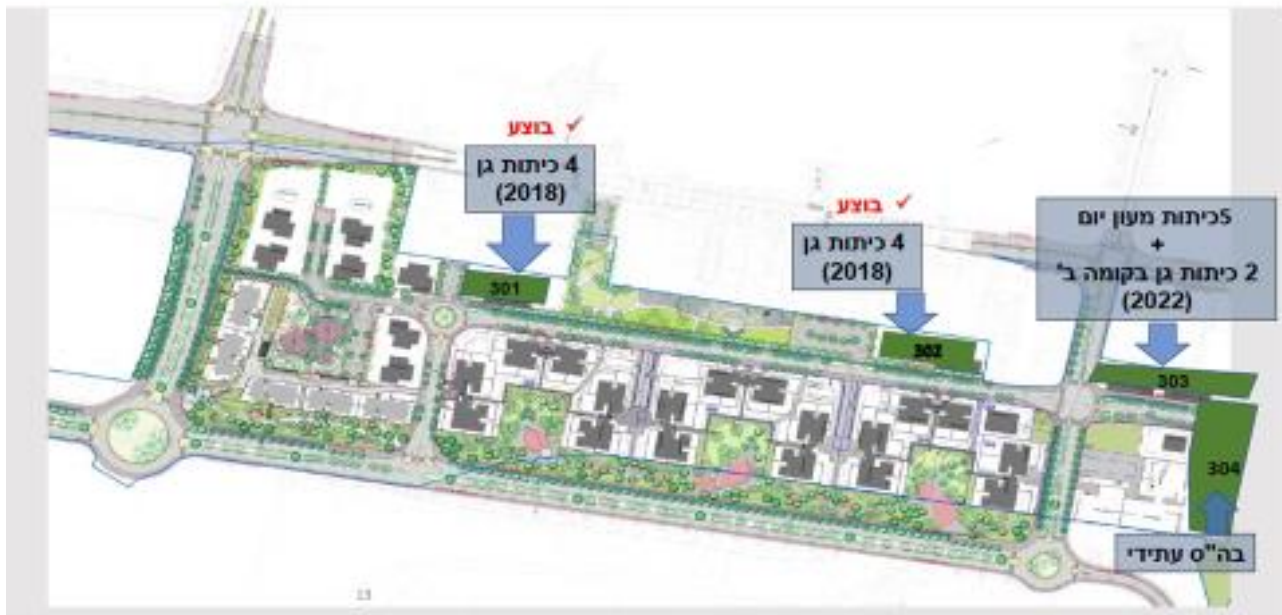 ✓ בוצע
4 כיתות גן
(2018)
301
✓ בוצע
4 כיתות גן
(2018)
302
5כיתות מעון יום
+
2 כיתות גן בקומה ב'
(2022)
303
304
בה"ס עתידי
13